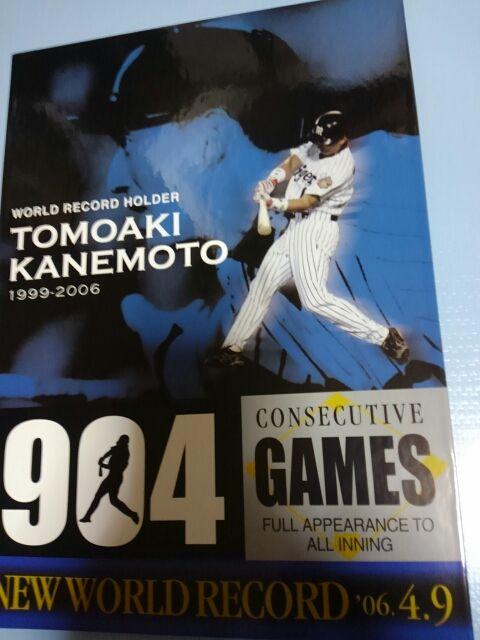 WORLD RECORD HOLDER
TOMOAKI
KANEMOTO
1999-2006
Tigers
904
CONSECUTIVE
GAMES
FULL APPEARANCE TO
ALL INNING
NEW WORLD RECORD '06.4.9